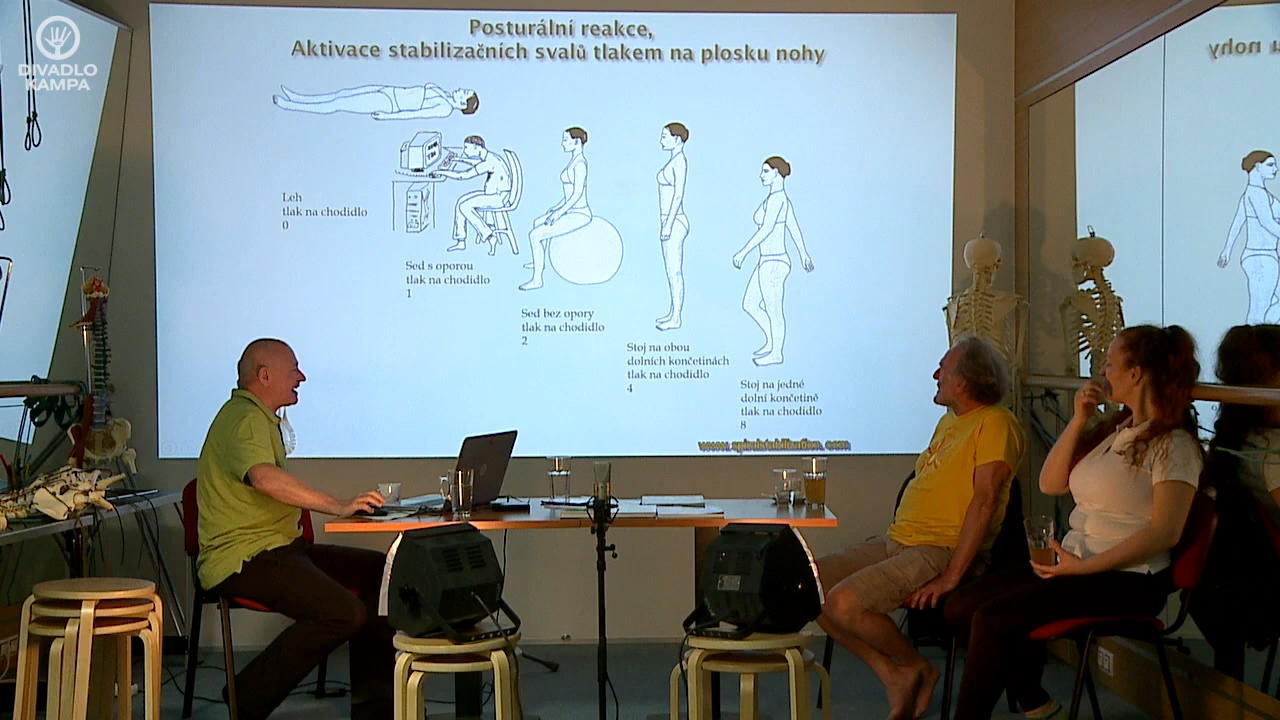 DIVADLO
KAMPA
Posturální reakce,
Aktivace stabilizačních svalů tlakem na plosku nohy
Leh
tlak na chodidlo
0
Sed s oporou
tlak na chodidlo
1
Sed bez opory
tlak na chodidlo
2
Stoj na obou
dolních končetinách
tlak na chodidlo
4
Stoj na jedné
dolní končetině
tlak na chodidlo
8
www.spiralstabilization.com
u nohy